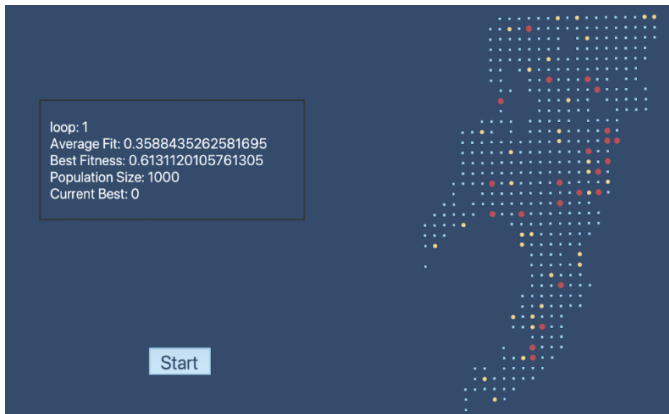 loop: 1
Average Fit: 0.3588435262581695
Best Fitness: 0.6131120105761305
Population Size: 1000
Current Best: 0
Start